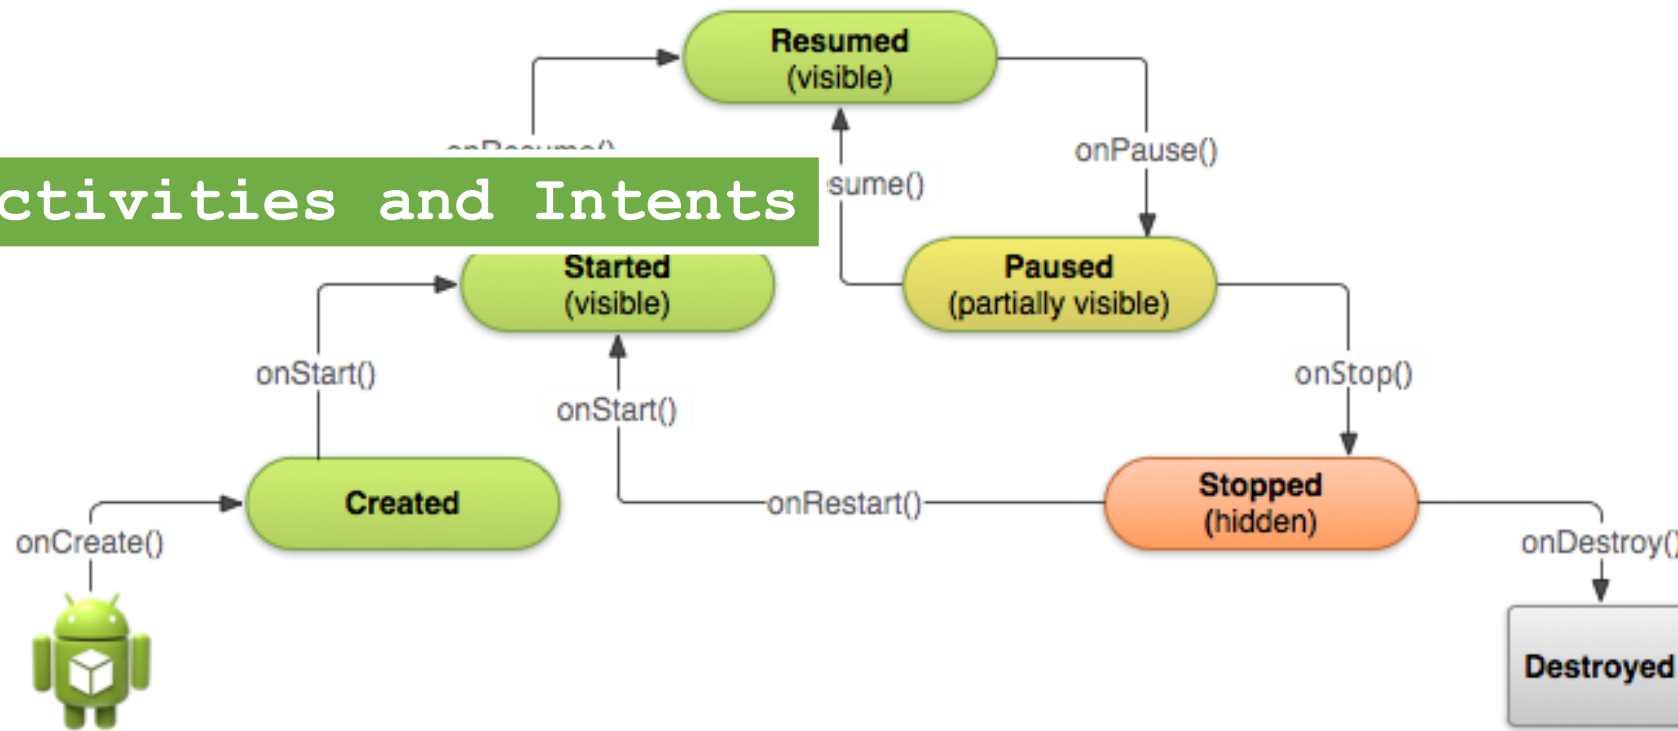 Resumed
(visible)
onPause()
ctivities and Intents
sume()
Started
(visible)
Paused
(partially visible)
onStart()
onStart()
onStop()
Created
onRestart()
Stopped
(hidden)
onCreate()
onDestroy()
Destroyed